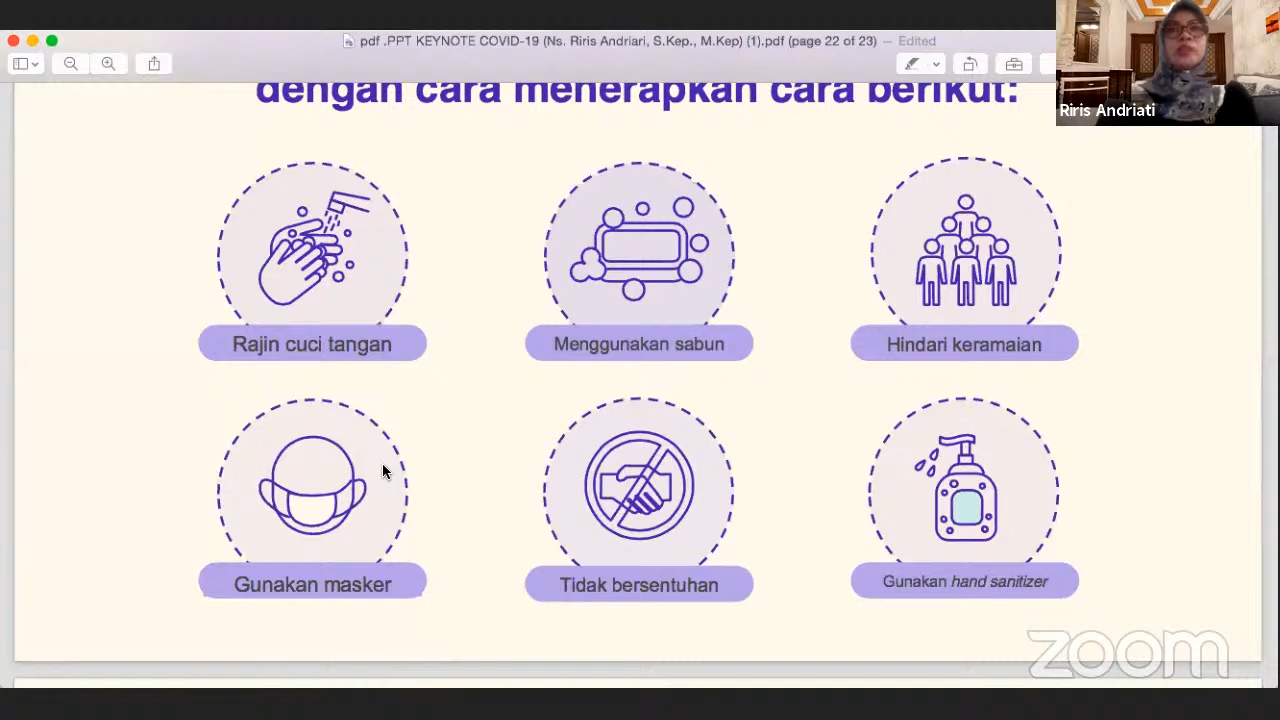 pdf .PPT KEYNOTE COVID-19 (Ns. Riris Andriari, S.Kep., M.Kep) (1).pdf (page 22 of 23) — Edited
Riris Andriati
dengan cara menerapkan cara berikut:
Rajin cuci tangan
Menggunakan sabun
Hindari keramaian
Gunakan masker
Tidak bersentuhan
Gunakan hand sanitizer
zoom